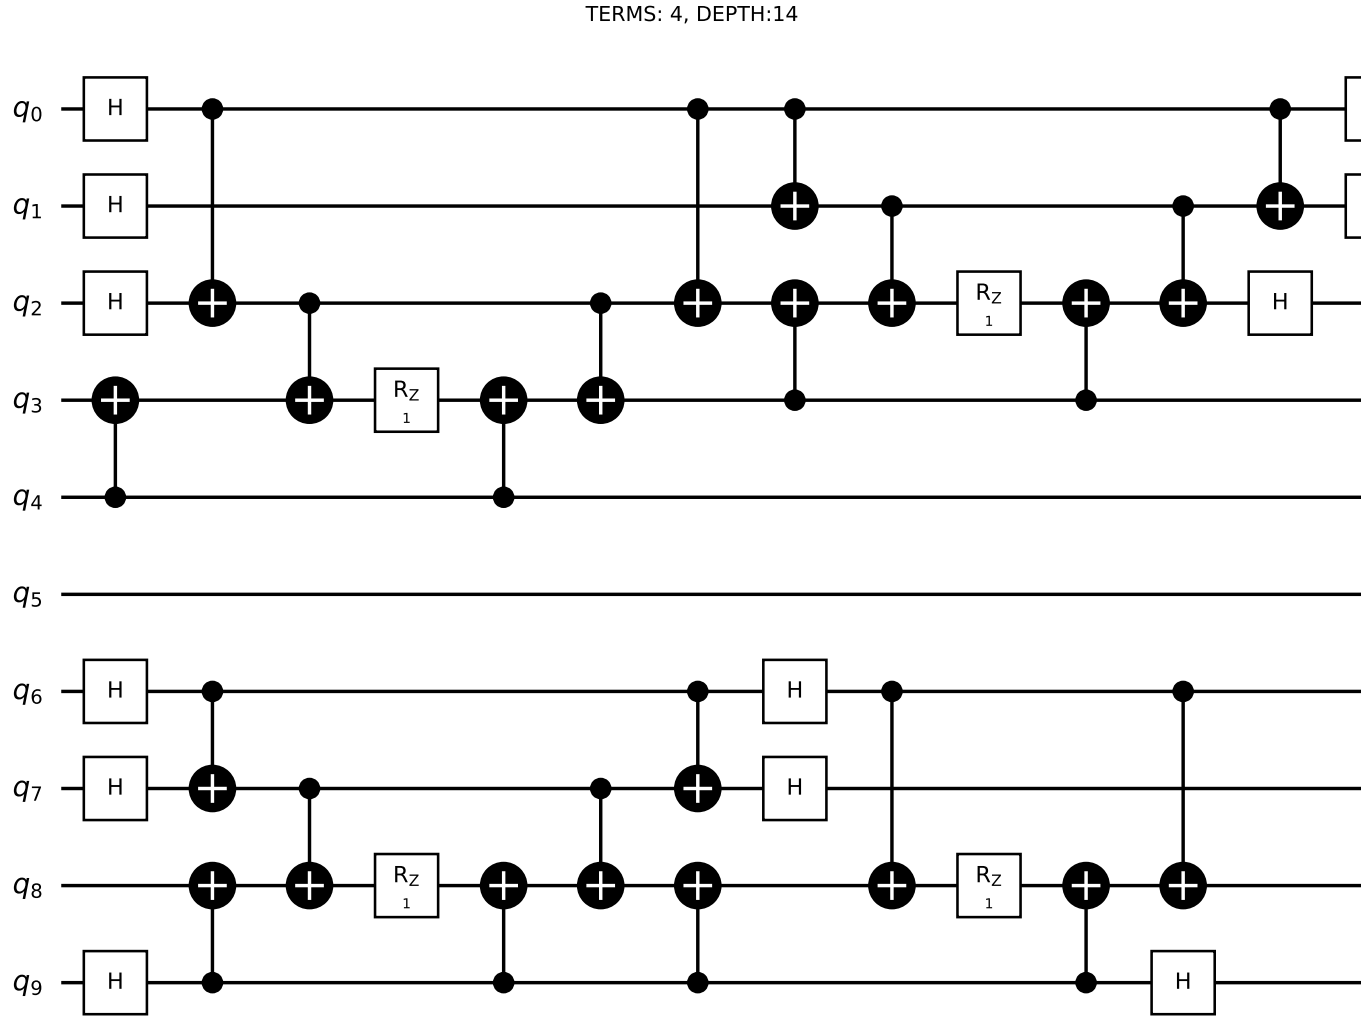 TERMS: 4, DEPTH:14
q0 H
q1 H
q2 H RZ 1 H
q3 RZ 1
q4
q5
q6 H H
q7 H H
q8 RZ 1 RZ 1
q9 H H